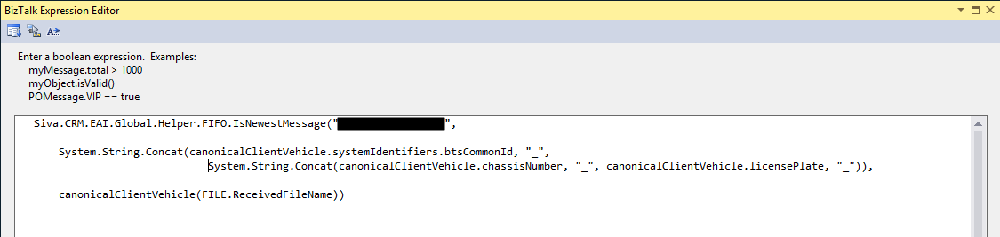 BizTalk Expression Editor
Enter a boolean expression. Examples:
myMessage.total > 1000
myObject.isValid()
POMessage.VIP == true
Siva.CRM.EAI.Global.Helper.FIFO.IsNewestMessage("",
System.String.Concat(canonicalClientVehicle.systemIdentifiers.btsCommonId, "_",
System.String.Concat(canonicalClientVehicle.chassisNumber, "_", canonicalClientVehicle.licensePlate, "_")),
canonicalClientVehicle(FILE.ReceivedFileName))